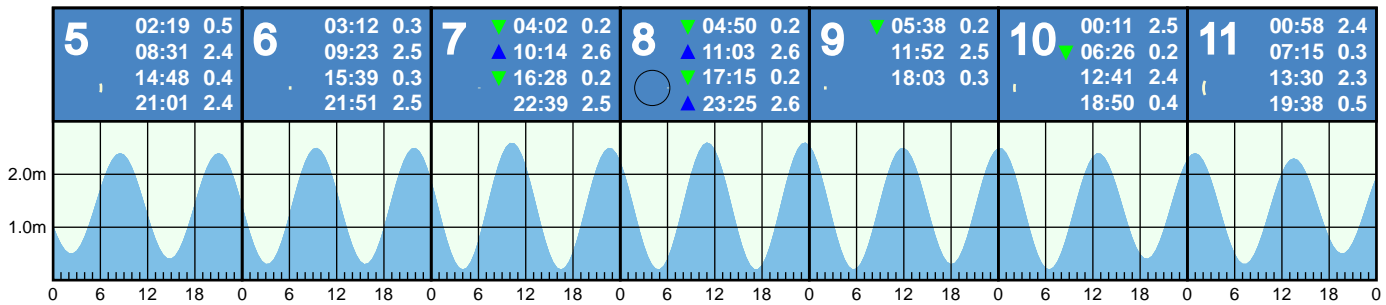 5
02:19 0.5
08:31 2.4
14:48 0.4
21:01 2.4
6
03:12 0.3
09:23 2.5
15:39 0.3
21:51 2.5
7
▼ 04:02 0.2
▲ 10:14 2.6
▼ 16:28 0.2
22:39 2.5
8
▼ 04:50 0.2
▲ 11:03 2.6
▼ 17:15 0.2
▲ 23:25 2.6
9
▼ 05:38 0.2
11:52 2.5
18:03 0.3
10
00:11 2.5
▼ 06:26 0.2
12:41 2.4
18:50 0.4
11
00:58 2.4
07:15 0.3
13:30 2.3
19:38 0.5
2.0m
1.0m
0 6 12 18 0 6 12 18 0 6 12 18 0 6 12 18 0 6 12 18 0 6 12 18 0 6 12 18 0